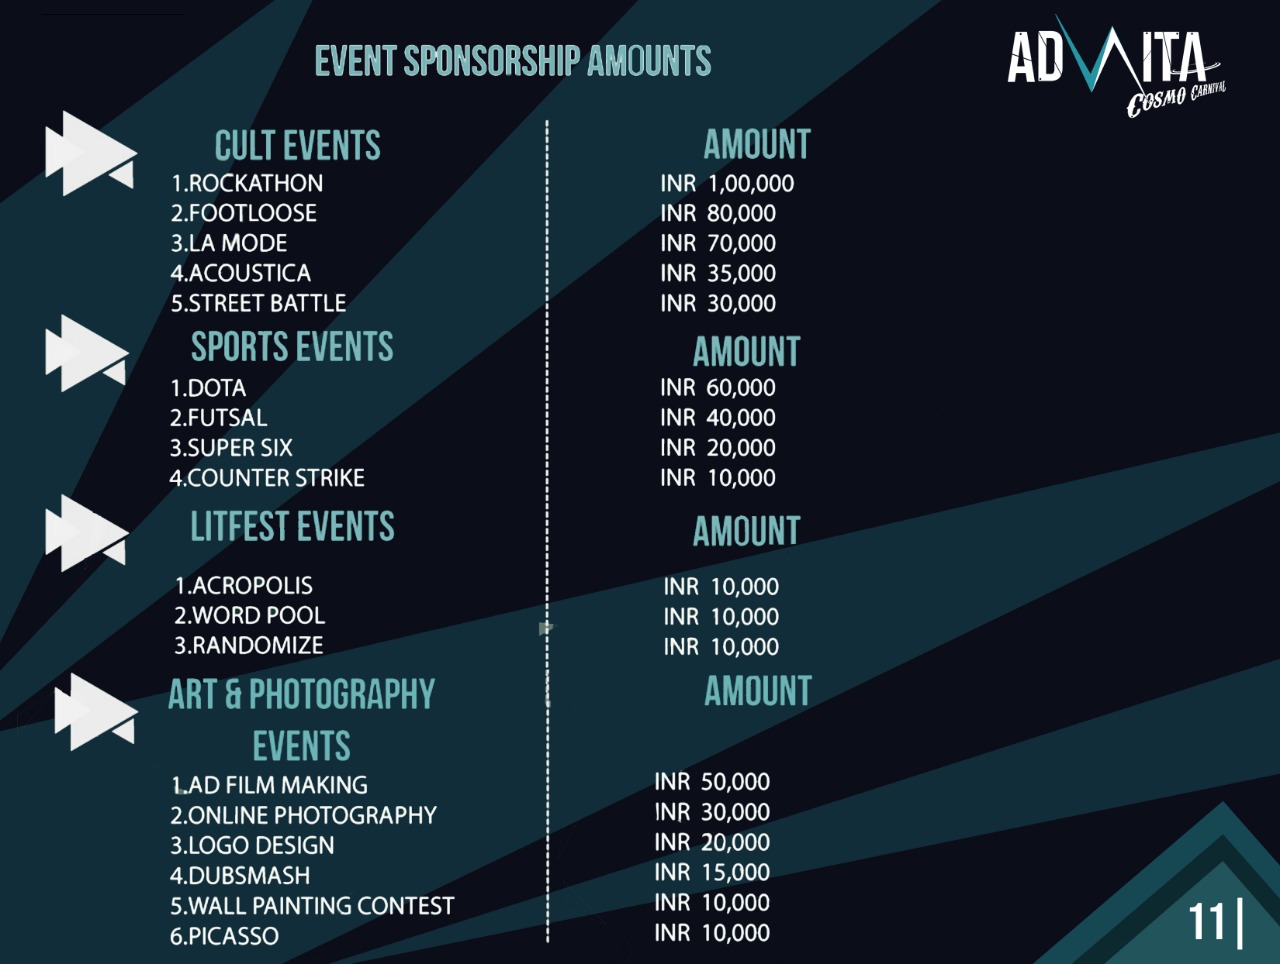 EVENT SPONSORSHIP AMOUNTS
ADVAITA
COSMO CARNIVAL
CULT EVENTS AMOUNT
1.ROCKATHON INR 1,00,000
2.FOOTLOOSE INR 80,000
3.LA MODE INR 70,000
4.ACOUSTICA INR 35,000
5.STREET BATTLE INR 30,000
SPORTS EVENTS AMOUNT
1.DOTA INR 60,000
2.FUTSAL INR 40,000
3.SUPER SIX INR 20,000
4.COUNTER STRIKE INR 10,000
LITFEST EVENTS AMOUNT
1.ACROPOLIS INR 10,000
2.WORD POOL INR 10,000
3.RANDOMIZE INR 10,000
ART & PHOTOGRAPHY AMOUNT
EVENTS
1.AD FILM MAKING INR 50,000
2.ONLINE PHOTOGRAPHY INR 30,000
3.LOGO DESIGN INR 20,000
4.DUBSMASH INR 15,000
5.WALL PAINTING CONTEST INR 10,000
6.PICASSO INR 10,000
11|